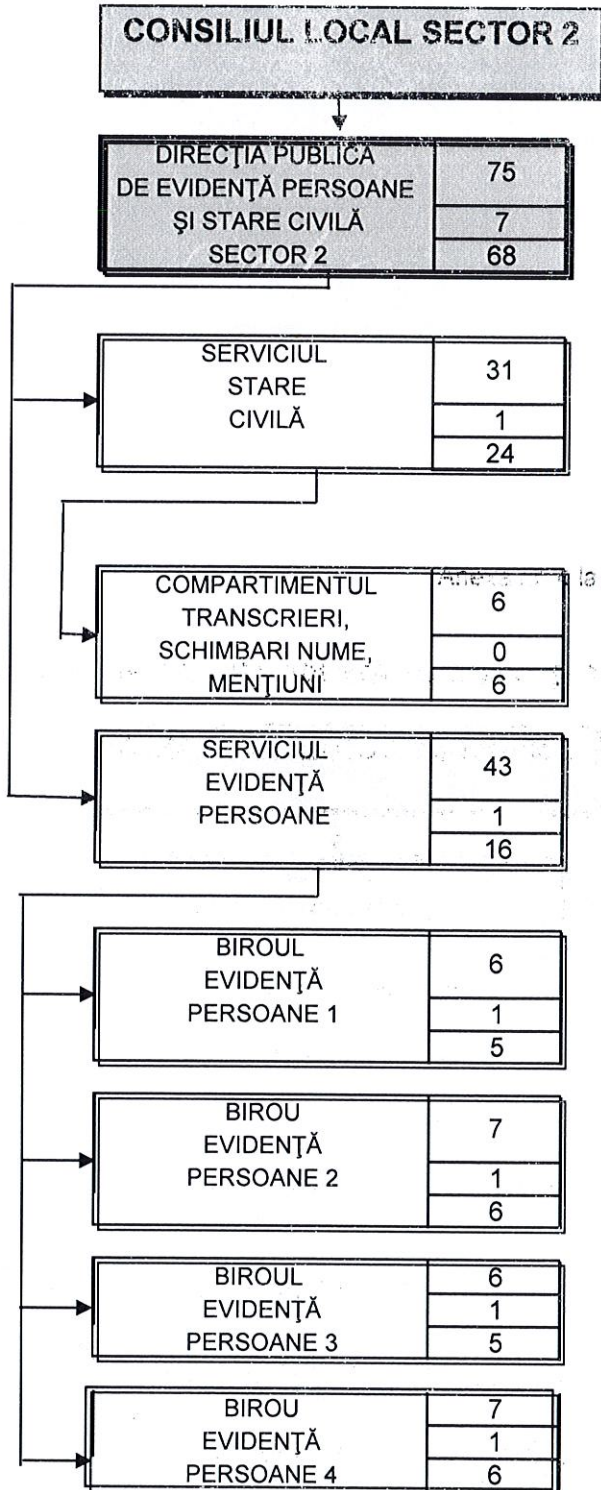 CONSILIUL LOCAL SECTOR 2
DIRECŢIA PUBLICA
DE EVIDENŢĂ PERSOANE
ŞI STARE CIVILĂ
SECTOR 2
75
7
68
SERVICIUL
STARE
CIVILĂ
31
1
24
COMPARTIMENTUL
TRANSCRIERI,
SCHIMBARI NUME,
MENŢIUNI
6
0
6
la
SERVICIUL
EVIDENŢĂ
PERSOANE
43
1
16
BIROUL
EVIDENŢĂ
PERSOANE 1
6
1
5
BIROU
EVIDENŢĂ
PERSOANE 2
7
1
6
BIROUL
EVIDENŢĂ
PERSOANE 3
6
1
5
BIROU
EVIDENŢĂ
PERSOANE 4
7
1
6